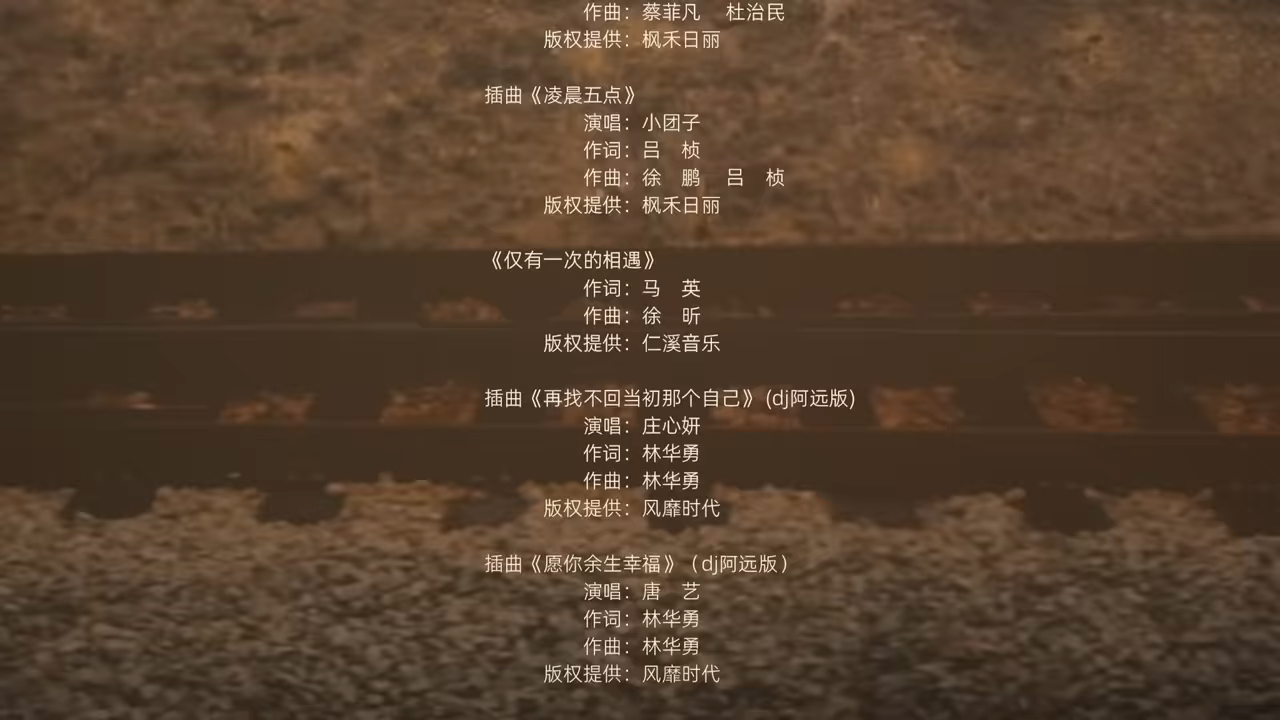 作曲：蔡菲凡　杜治民
版权提供：枫禾日丽
插曲《凌晨五点》
演唱：小团子
作词：吕　桢
作曲：徐　鹏　吕　桢
版权提供：枫禾日丽
《仅有一次的相遇》
作词：马　英
作曲：徐　昕
版权提供：仁溪音乐
插曲《再找不回当初那个自己》(dj阿远版)
演唱：庄心妍
作词：林华勇
作曲：林华勇
版权提供：风靡时代
插曲《愿你余生幸福》（dj阿远版）
演唱：唐　艺
作词：林华勇
作曲：林华勇
版权提供：风靡时代